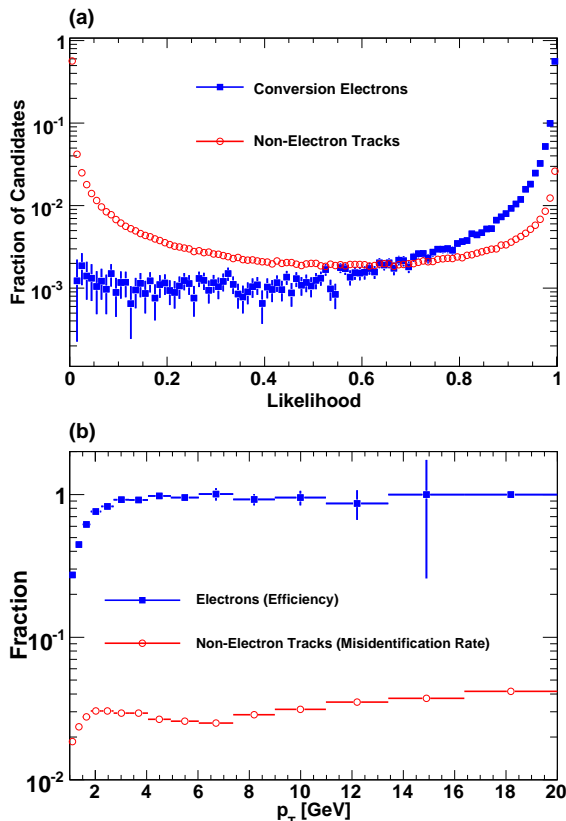 (a)
1
10⁻¹
10⁻²
10⁻³
Fraction of Candidates
Conversion Electrons
Non-Electron Tracks
0 0.2 0.4 0.6 0.8 1
Likelihood
(b)
1
10⁻¹
10⁻²
Fraction
Electrons (Efficiency)
Non-Electron Tracks (Misidentification Rate)
2 4 6 8 10 12 14 16 18 20
p_T [GeV]